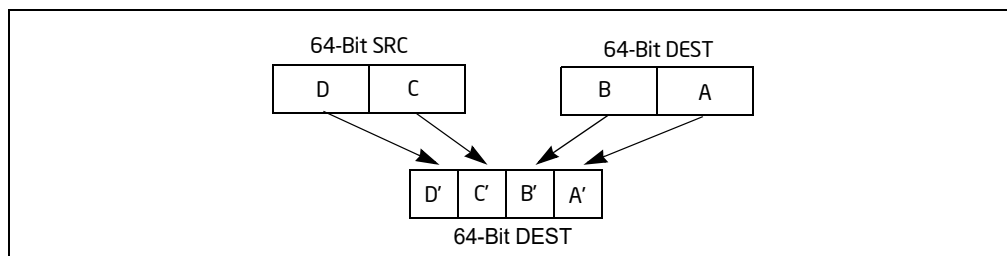 64-Bit SRC
64-Bit DEST
D C
B A
D’ C’ B’ A’
64-Bit DEST